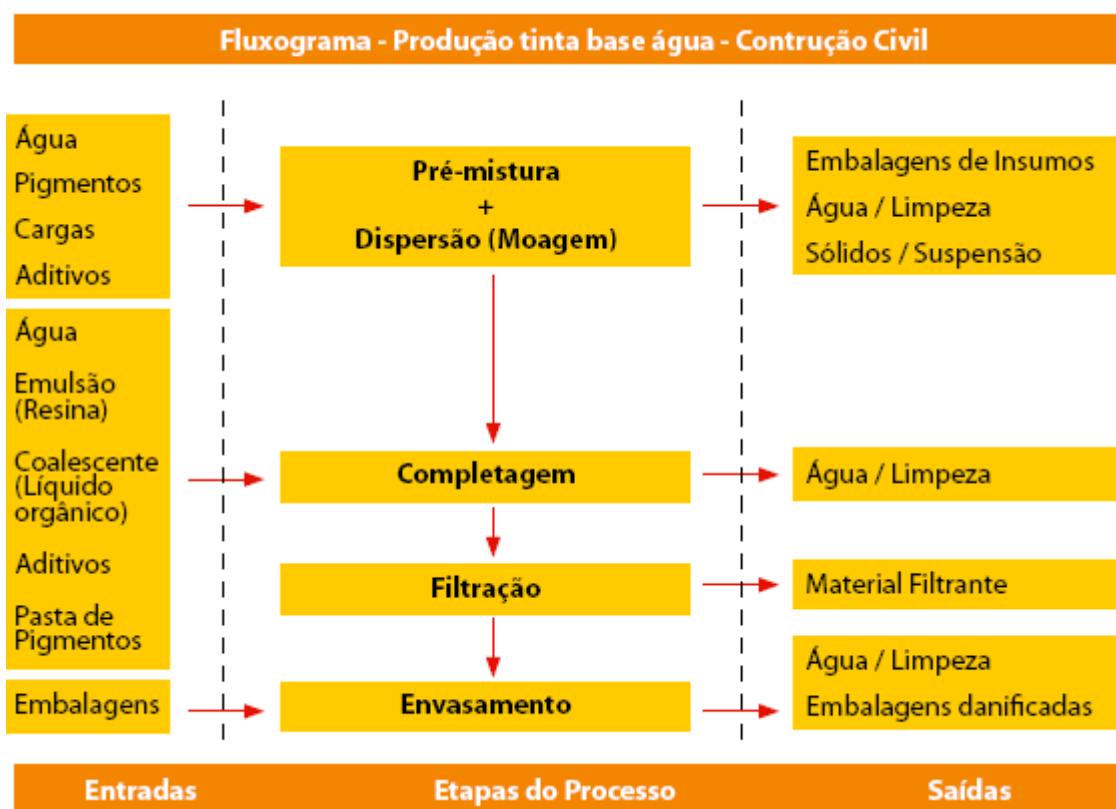 Fluxograma - Produção tinta base água - Contrução Civil
Água
Pigmentos
Cargas
Aditivos
Água
Emulsão
(Resina)
Coalescente
(Líquido
orgânico)
Aditivos
Pasta de
Pigmentos
Embalagens
Pré-mistura
+
Dispersão (Moagem)
Completagem
Filtração
Envasamento
Embalagens de Insumos
Água / Limpeza
Sólidos / Suspensão
Água / Limpeza
Material Filtrante
Água / Limpeza
Embalagens danificadas
Entradas
Etapas do Processo
Saídas